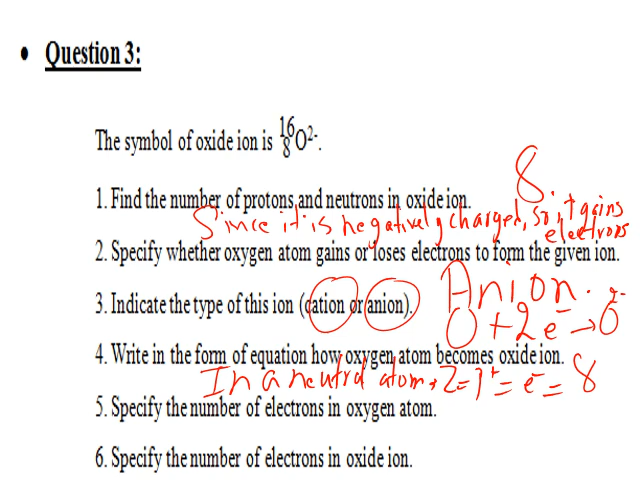 • Question 3:
The symbol of oxide ion is ¹⁶₈O²⁻.
8.
1. Find the number of protons and neutrons in oxide ion.
Since it is negatively charged, so it gains
electrons
2. Specify whether oxygen atom gains or loses electrons to form the given ion.
Anion.
3. Indicate the type of this ion (cation or anion).
O + 2e⁻ → O²⁻
4. Write in the form of equation how oxygen atom becomes oxide ion.
In a neutral atom, Z = p⁺ = e⁻ = 8
5. Specify the number of electrons in oxygen atom.
6. Specify the number of electrons in oxide ion.